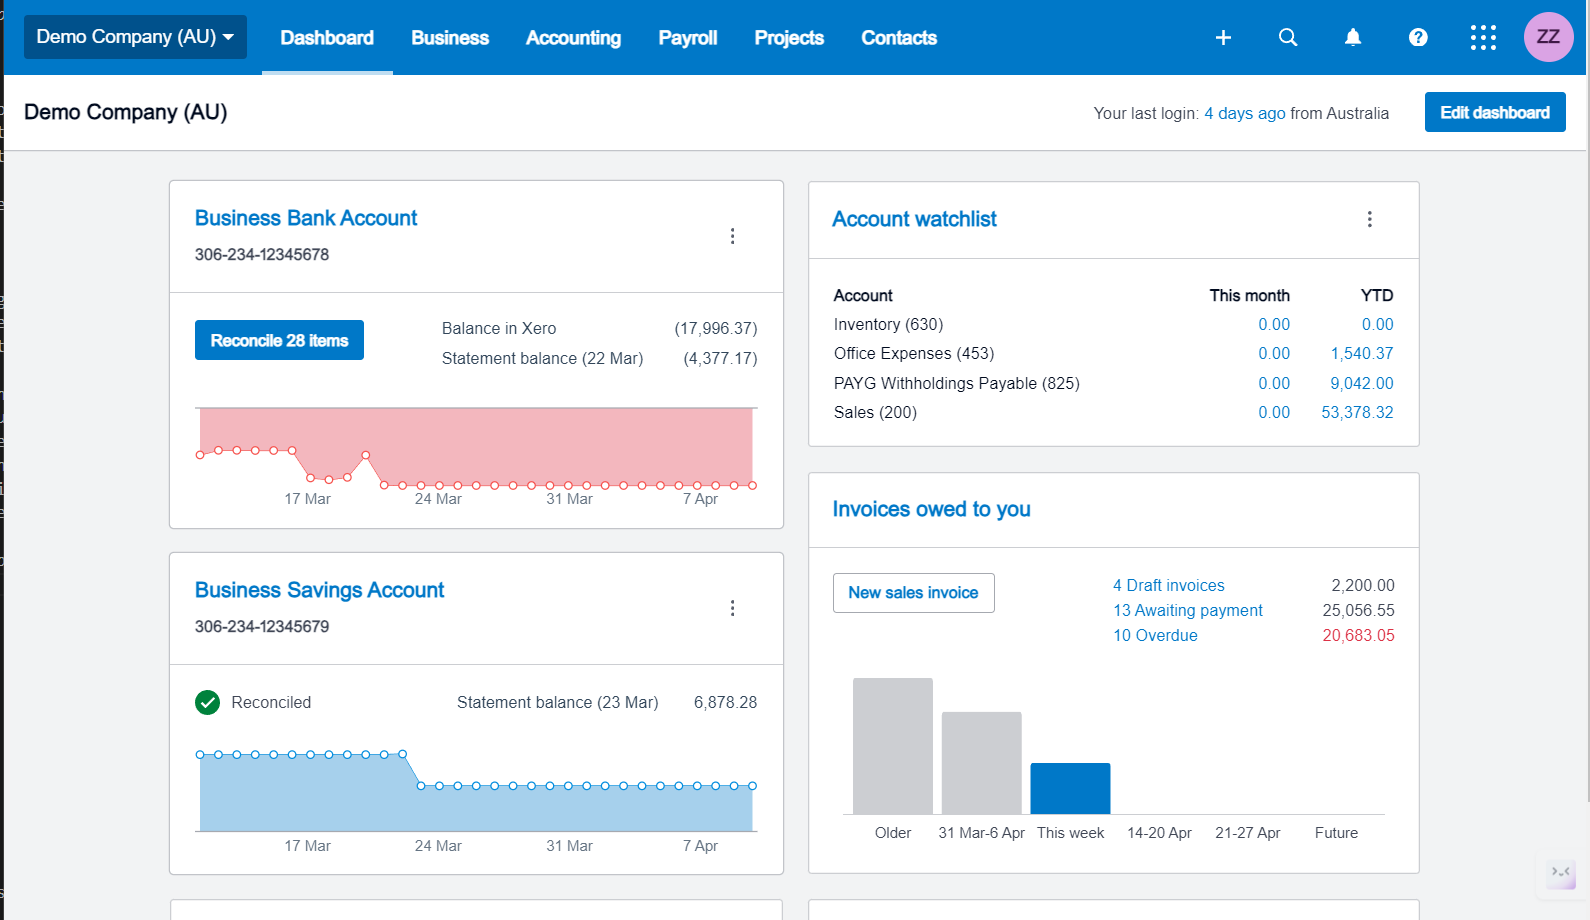 Demo Company (AU)
Dashboard
Business
Accounting
Payroll
Projects
Contacts
ZZ
Demo Company (AU)
Your last login: 4 days ago from Australia
Edit dashboard
Business Bank Account
306-234-12345678
Reconcile 28 items
Balance in Xero (17,996.37)
Statement balance (22 Mar) (4,377.17)
17 Mar 24 Mar 31 Mar 7 Apr
Business Savings Account
306-234-12345679
Reconciled
Statement balance (23 Mar) 6,878.28
17 Mar 24 Mar 31 Mar 7 Apr
Account watchlist
Account This month YTD
Inventory (630) 0.00 0.00
Office Expenses (453) 0.00 1,540.37
PAYG Withholdings Payable (825) 0.00 9,042.00
Sales (200) 0.00 53,378.32
Invoices owed to you
New sales invoice
4 Draft invoices 2,200.00
13 Awaiting payment 25,056.55
10 Overdue 20,683.05
Older 31 Mar-6 Apr This week 14-20 Apr 21-27 Apr Future